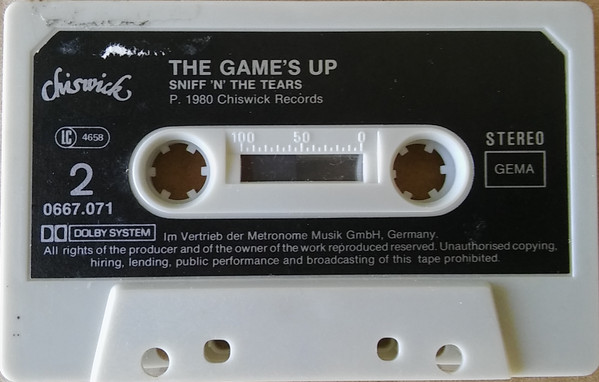 chiswick
THE GAME'S UP
SNIFF 'N' THE TEARS
P. 1980 Chiswick Records
LC 4658
100 50 0
STEREO
GEMA
2
0667.071
DOLBY SYSTEM
Im Vertrieb der Metronome Musik GmbH, Germany.
All rights of the producer and of the owner of the work reproduced reserved. Unauthorised copying,
hiring, lending, public performance and broadcasting of this tape prohibited.